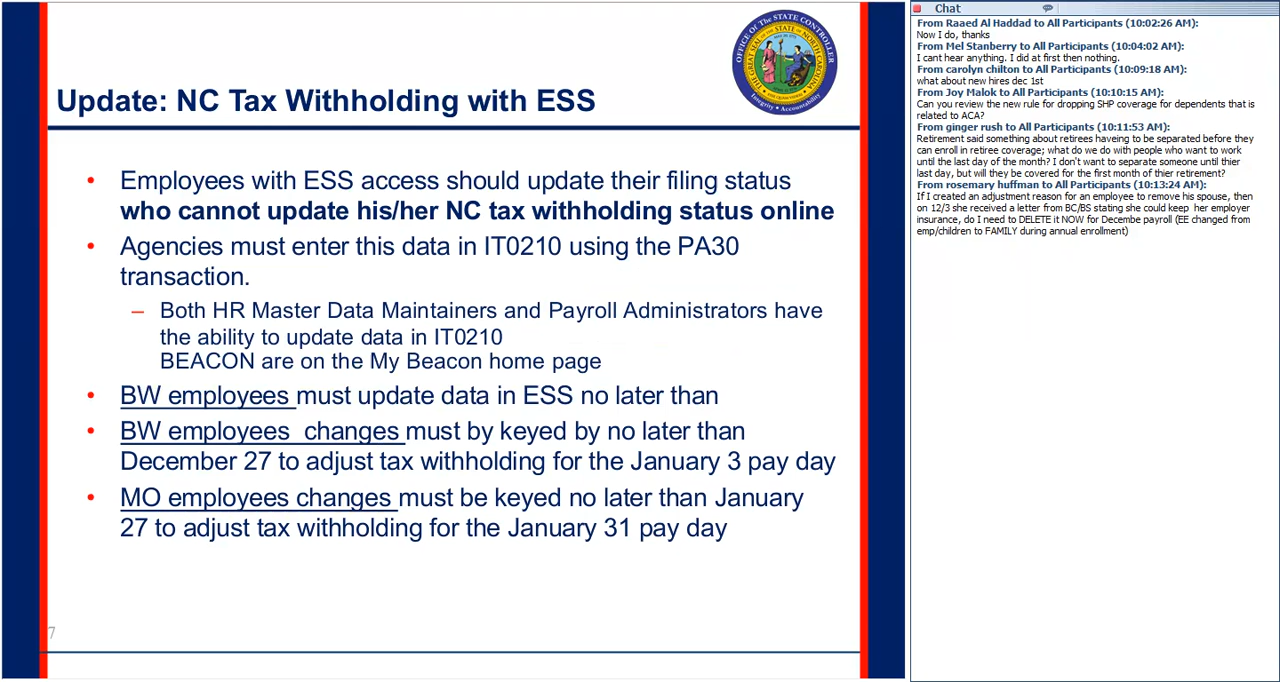 Update: NC Tax Withholding with ESS
OFFICE OF THE STATE CONTROLLER
THE GREAT SEAL OF THE STATE OF NORTH CAROLINA
Integrity • Accountability
• Employees with ESS access should update their filing status
who cannot update his/her NC tax withholding status online
• Agencies must enter this data in IT0210 using the PA30
transaction.
– Both HR Master Data Maintainers and Payroll Administrators have
the ability to update data in IT0210
BEACON are on the My Beacon home page
• BW employees must update data in ESS no later than
• BW employees  changes must by keyed by no later than
December 27 to adjust tax withholding for the January 3 pay day
• MO employees changes must be keyed no later than January
27 to adjust tax withholding for the January 31 pay day
7
Chat
From Raaed Al Haddad to All Participants (10:02:26 AM):
Now I do, thanks
From Mel Stanberry to All Participants (10:04:02 AM):
I cant hear anything. I did at first then nothing.
From carolyn chilton to All Participants (10:09:18 AM):
what about new hires dec 1st
From Joy Malok to All Participants (10:10:15 AM):
Can you review the new rule for dropping SHP coverage for dependents that is
related to ACA?
From ginger rush to All Participants (10:11:53 AM):
Retirement said something about retirees haveing to be separated before they
can enroll in retiree coverage; what do we do with people who want to work
until the last day of the month? I don't want to separate someone until thier
last day, but will they be covered for the first month of thier retirement?
From rosemary huffman to All Participants (10:13:24 AM):
If I created an adjustment reason for an employee to remove his spouse, then
on 12/3 she received a letter from BC/BS stating she could keep  her employer
insurance, do I need to DELETE it NOW for Decembe payroll (EE changed from
emp/children to FAMILY during annual enrollment)